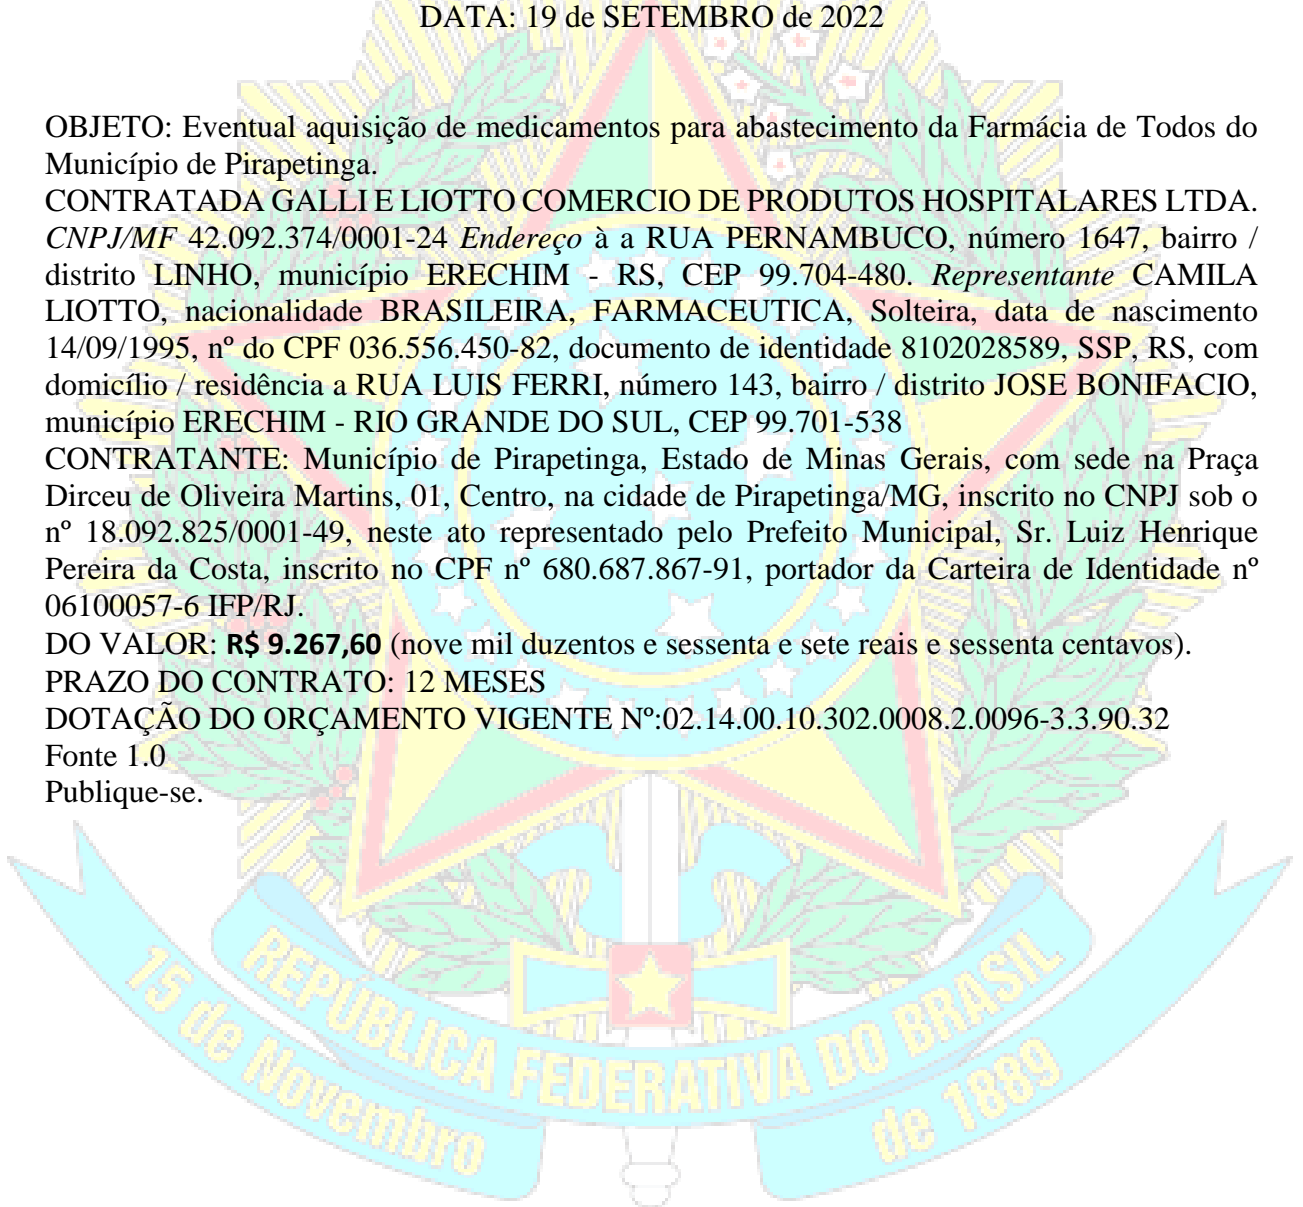 DATA: 19 de SETEMBRO de 2022
OBJETO: Eventual aquisição de medicamentos para abastecimento da Farmácia de Todos do
Município de Pirapetinga.
CONTRATADA GALLI E LIOTTO COMERCIO DE PRODUTOS HOSPITALARES LTDA.
CNPJ/MF 42.092.374/0001-24 Endereço à a RUA PERNAMBUCO, número 1647, bairro /
distrito LINHO, município ERECHIM - RS, CEP 99.704-480. Representante CAMILA
LIOTTO, nacionalidade BRASILEIRA, FARMACEUTICA, Solteira, data de nascimento
14/09/1995, nº do CPF 036.556.450-82, documento de identidade 8102028589, SSP, RS, com
domicílio / residência a RUA LUIS FERRI, número 143, bairro / distrito JOSE BONIFACIO,
município ERECHIM - RIO GRANDE DO SUL, CEP 99.701-538
CONTRATANTE: Município de Pirapetinga, Estado de Minas Gerais, com sede na Praça
Dirceu de Oliveira Martins, 01, Centro, na cidade de Pirapetinga/MG, inscrito no CNPJ sob o
nº 18.092.825/0001-49, neste ato representado pelo Prefeito Municipal, Sr. Luiz Henrique
Pereira da Costa, inscrito no CPF nº 680.687.867-91, portador da Carteira de Identidade nº
06100057-6 IFP/RJ.
DO VALOR: R$ 9.267,60 (nove mil duzentos e sessenta e sete reais e sessenta centavos).
PRAZO DO CONTRATO: 12 MESES
DOTAÇÃO DO ORÇAMENTO VIGENTE Nº:02.14.00.10.302.0008.2.0096-3.3.90.32
Fonte 1.0
Publique-se.
REPÚBLICA FEDERATIVA DO BRASIL
15 de Novembro de 1889